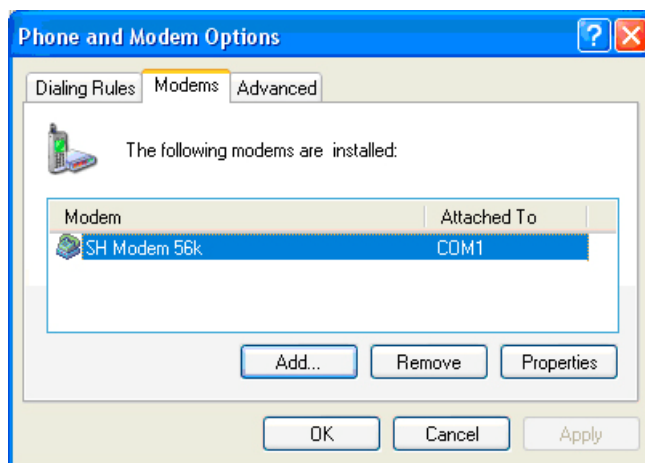 Phone and Modem Options
Dialing Rules Modems Advanced
The following modems are installed:
Modem Attached To
SH Modem 56k COM1
Add... Remove Properties
OK Cancel Apply